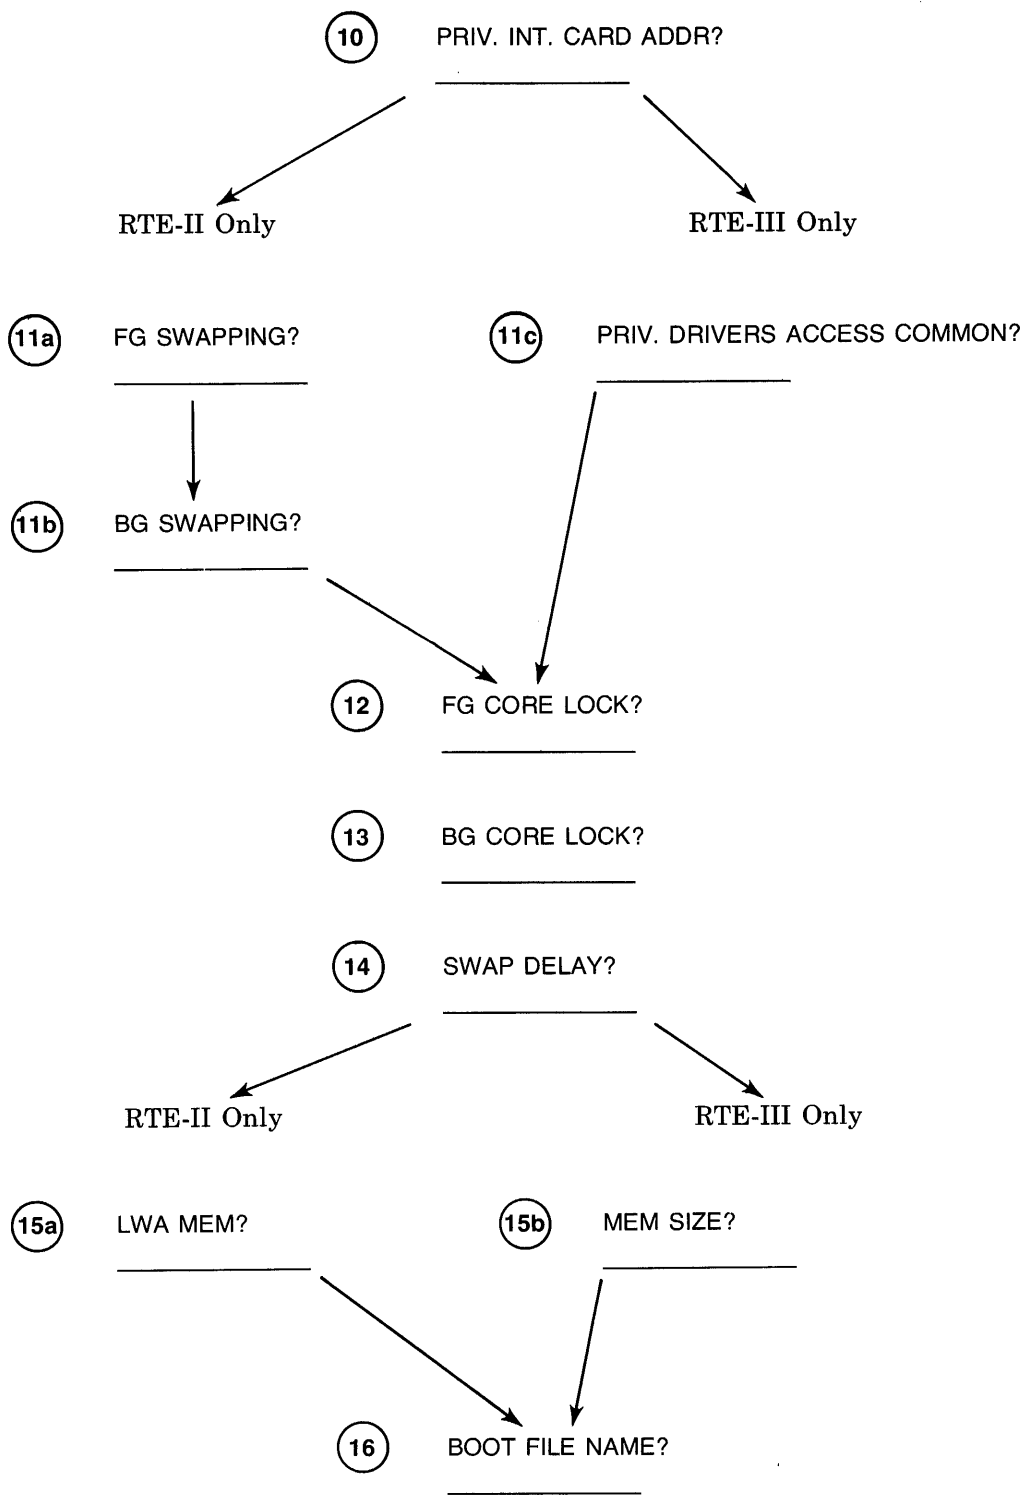 10 PRIV. INT. CARD ADDR?
RTE-II Only
RTE-III Only
11a FG SWAPPING?
11c PRIV. DRIVERS ACCESS COMMON?
11b BG SWAPPING?
12 FG CORE LOCK?
13 BG CORE LOCK?
14 SWAP DELAY?
RTE-II Only
RTE-III Only
15a LWA MEM?
15b MEM SIZE?
16 BOOT FILE NAME?